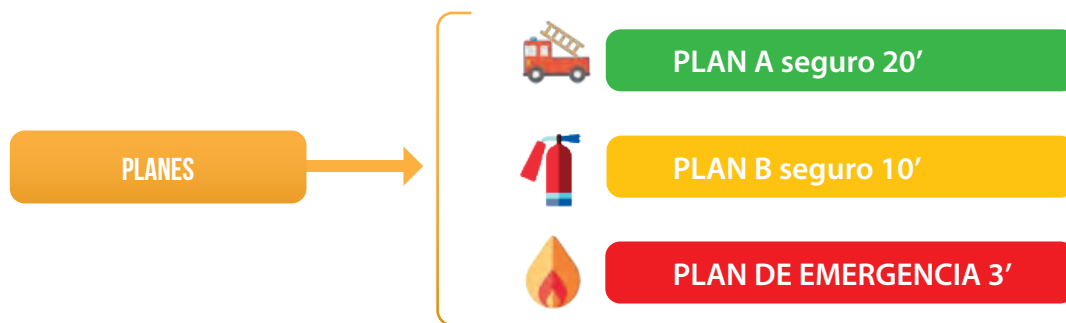 PLANES
PLAN A seguro 20’
PLAN B seguro 10’
PLAN DE EMERGENCIA 3’